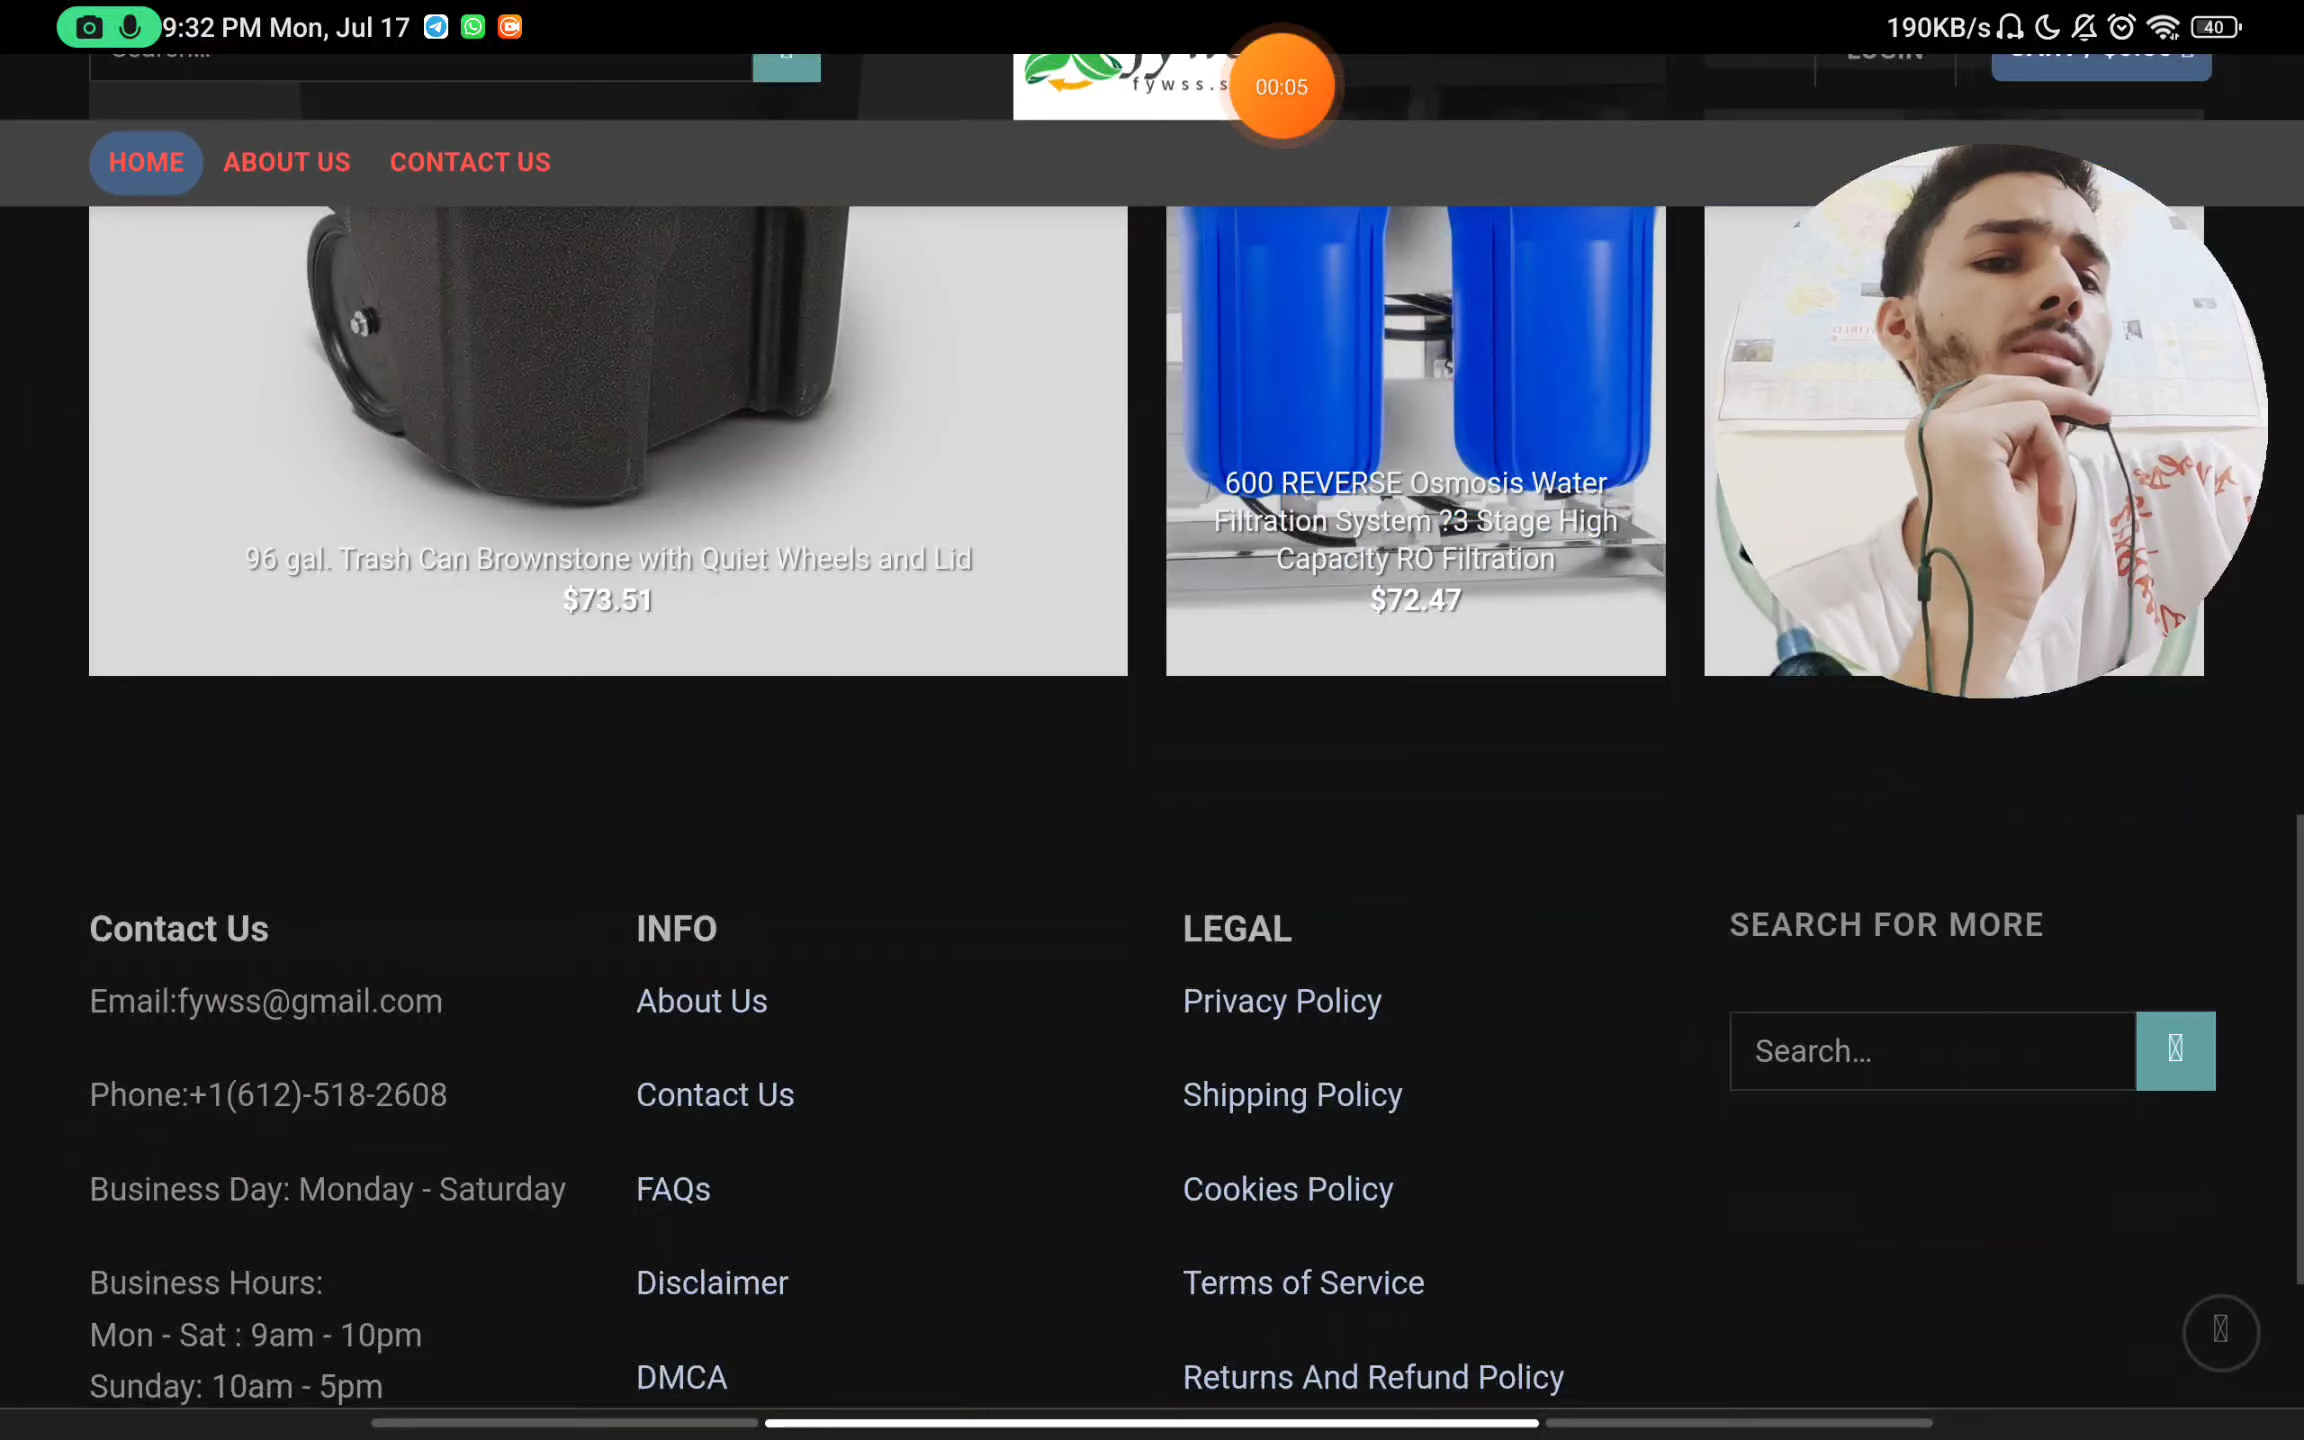 9:32 PM Mon, Jul 17
190KB/s
40
Search...
fywss.s
00:05
LOGIN
HOME
ABOUT US
CONTACT US
96 gal. Trash Can Brownstone with Quiet Wheels and Lid
$73.51
600 REVERSE Osmosis Water
Filtration System ?3 Stage High
Capacity RO Filtration
$72.47
Contact Us
Email:fywss@gmail.com
Phone:+1(612)-518-2608
Business Day: Monday - Saturday
Business Hours:
Mon - Sat : 9am - 10pm
Sunday: 10am - 5pm
INFO
About Us
Contact Us
FAQs
Disclaimer
DMCA
LEGAL
Privacy Policy
Shipping Policy
Cookies Policy
Terms of Service
Returns And Refund Policy
SEARCH FOR MORE
Search...